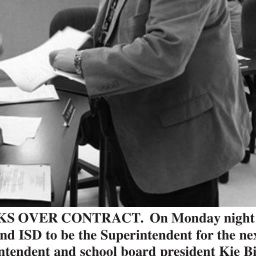 KS OVER CONTRACT. On Monday night
nd ISD to be the Superintendent for the nex
ntendent and school board president Kie Bi